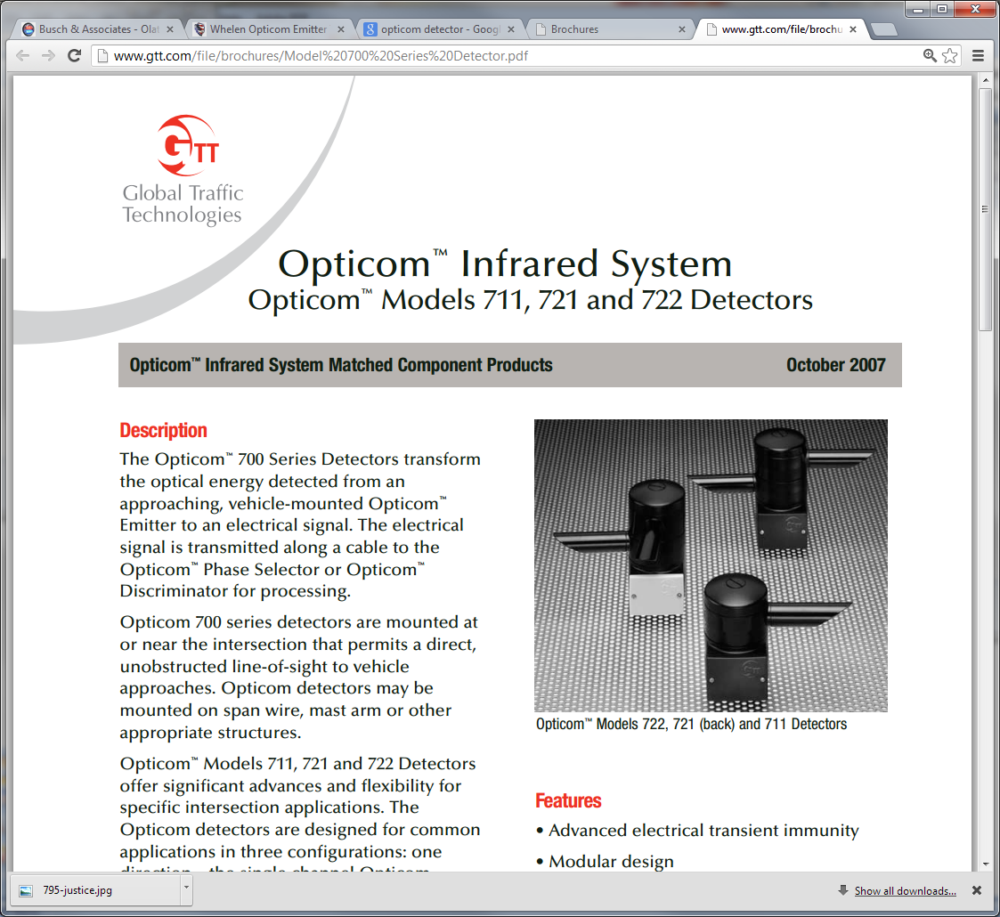 Busch & Associates - Olat
Whelen Opticom Emitter
opticom detector - Googl
Brochures
www.gtt.com/file/brochu
www.gtt.com/file/brochures/Model%20700%20Series%20Detector.pdf
GTT
Global Traffic
Technologies
Opticom™ Infrared System
Opticom™ Models 711, 721 and 722 Detectors
Opticom™ Infrared System Matched Component Products October 2007
Description
The Opticom™ 700 Series Detectors transform
the optical energy detected from an
approaching, vehicle-mounted Opticom™
Emitter to an electrical signal. The electrical
signal is transmitted along a cable to the
Opticom™ Phase Selector or Opticom™
Discriminator for processing.
Opticom 700 series detectors are mounted at
or near the intersection that permits a direct,
unobstructed line-of-sight to vehicle
approaches. Opticom detectors may be
mounted on span wire, mast arm or other
appropriate structures.
Opticom™ Models 711, 721 and 722 Detectors
offer significant advances and flexibility for
specific intersection applications. The
Opticom detectors are designed for common
applications in three configurations: one
direction - the single channel Opticom
Opticom™ Models 722, 721 (back) and 711 Detectors
Features
• Advanced electrical transient immunity
• Modular design
795-justice.jpg
Show all downloads...